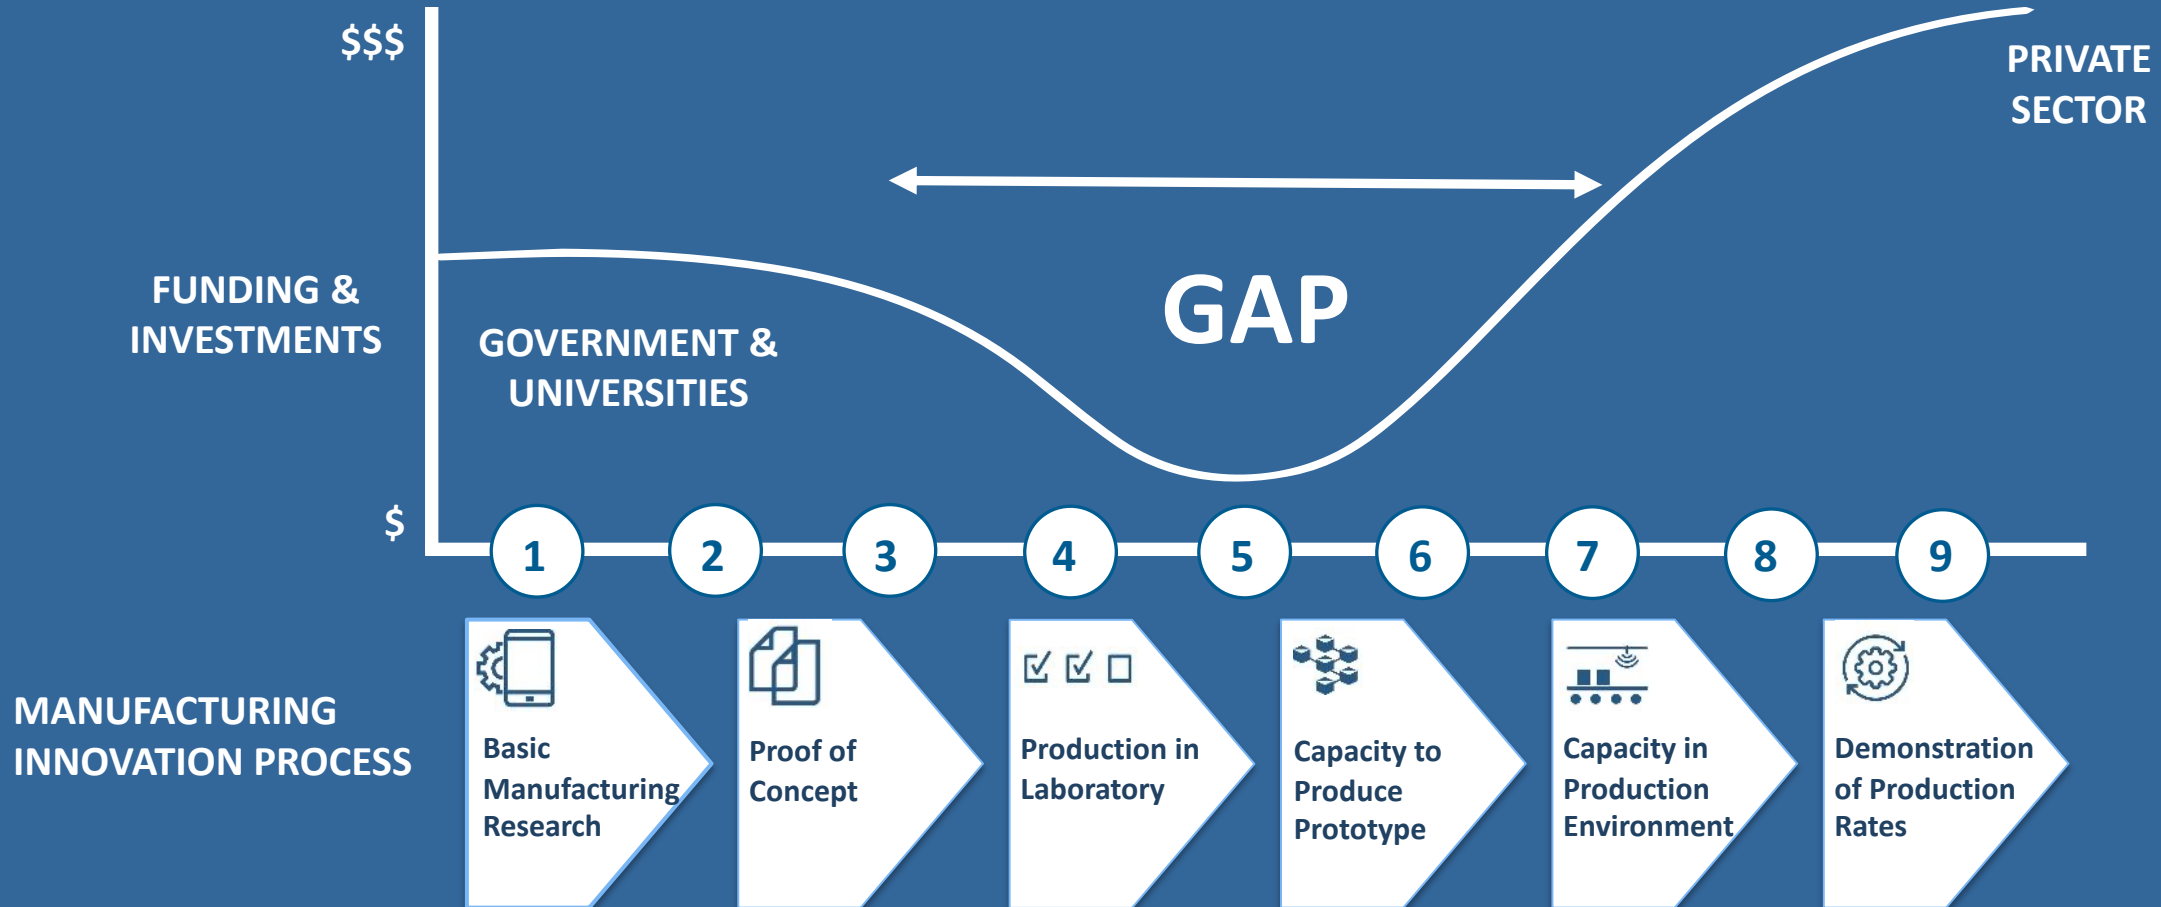 $$$
PRIVATE
SECTOR
FUNDING &
INVESTMENTS
GOVERNMENT &
UNIVERSITIES
GAP
$
1
2
3
4
5
6
7
8
9
MANUFACTURING
INNOVATION PROCESS
Basic
Manufacturing
Research
Proof of
Concept
Production in
Laboratory
Capacity to
Produce
Prototype
Capacity in
Production
Environment
Demonstration
of Production
Rates